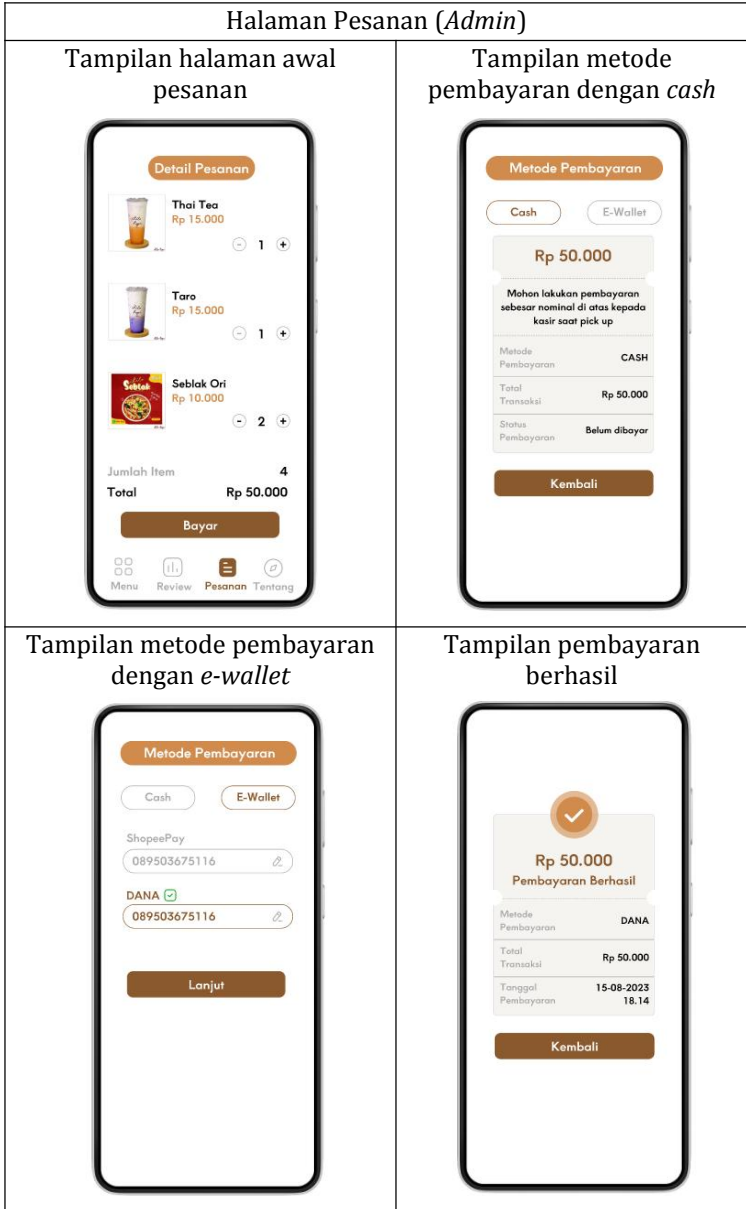 Halaman Pesanan (Admin)
Tampilan halaman awal
pesanan
Tampilan metode
pembayaran dengan cash
Detail Pesanan
Thai Tea
Rp 15.000
- 1 +
Taro
Rp 15.000
- 1 +
Seblak
Seblak Ori
Rp 10.000
- 2 +
Jumlah Item 4
Total Rp 50.000
Bayar
Menu Review Pesanan Tentang
Metode Pembayaran
Cash E-Wallet
Rp 50.000
Mohon lakukan pembayaran
sebesar nominal di atas kepada
kasir saat pick up
Metode
Pembayaran CASH
Total
Transaksi Rp 50.000
Status
Pembayaran Belum dibayar
Kembali
Tampilan metode pembayaran
dengan e-wallet
Tampilan pembayaran
berhasil
Metode Pembayaran
Cash E-Wallet
ShopeePay
089503675116
DANA
089503675116
Lanjut
Rp 50.000
Pembayaran Berhasil
Metode
Pembayaran DANA
Total
Transaksi Rp 50.000
Tanggal 15-08-2023
Pembayaran 18.14
Kembali